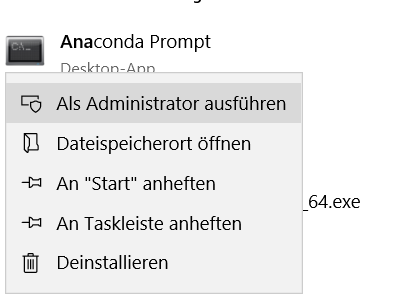 Anaconda Prompt
Desktop-App
Als Administrator ausführen
Dateispeicherort öffnen
An "Start" anheften
_64.exe
An Taskleiste anheften
Deinstallieren